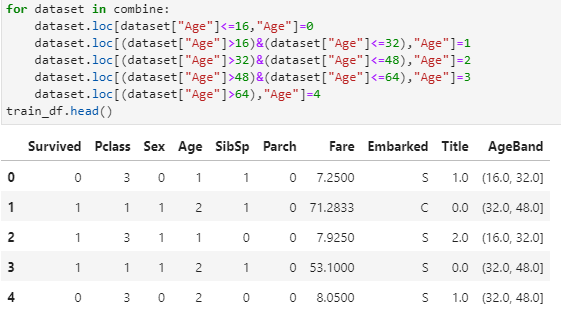 for dataset in combine:
    dataset.loc[dataset["Age"]<=16,"Age"]=0
    dataset.loc[(dataset["Age"]>16)&(dataset["Age"]<=32),"Age"]=1
    dataset.loc[(dataset["Age"]>32)&(dataset["Age"]<=48),"Age"]=2
    dataset.loc[(dataset["Age"]>48)&(dataset["Age"]<=64),"Age"]=3
    dataset.loc[(dataset["Age"]>64),"Age"]=4
train_df.head()
Survived Pclass Sex Age SibSp Parch Fare Embarked Title AgeBand
0 0 3 0 1 1 0 7.2500 S 1.0 (16.0, 32.0]
1 1 1 1 2 1 0 71.2833 C 0.0 (32.0, 48.0]
2 1 3 1 1 0 0 7.9250 S 2.0 (16.0, 32.0]
3 1 1 1 2 1 0 53.1000 S 0.0 (32.0, 48.0]
4 0 3 0 2 0 0 8.0500 S 1.0 (32.0, 48.0]